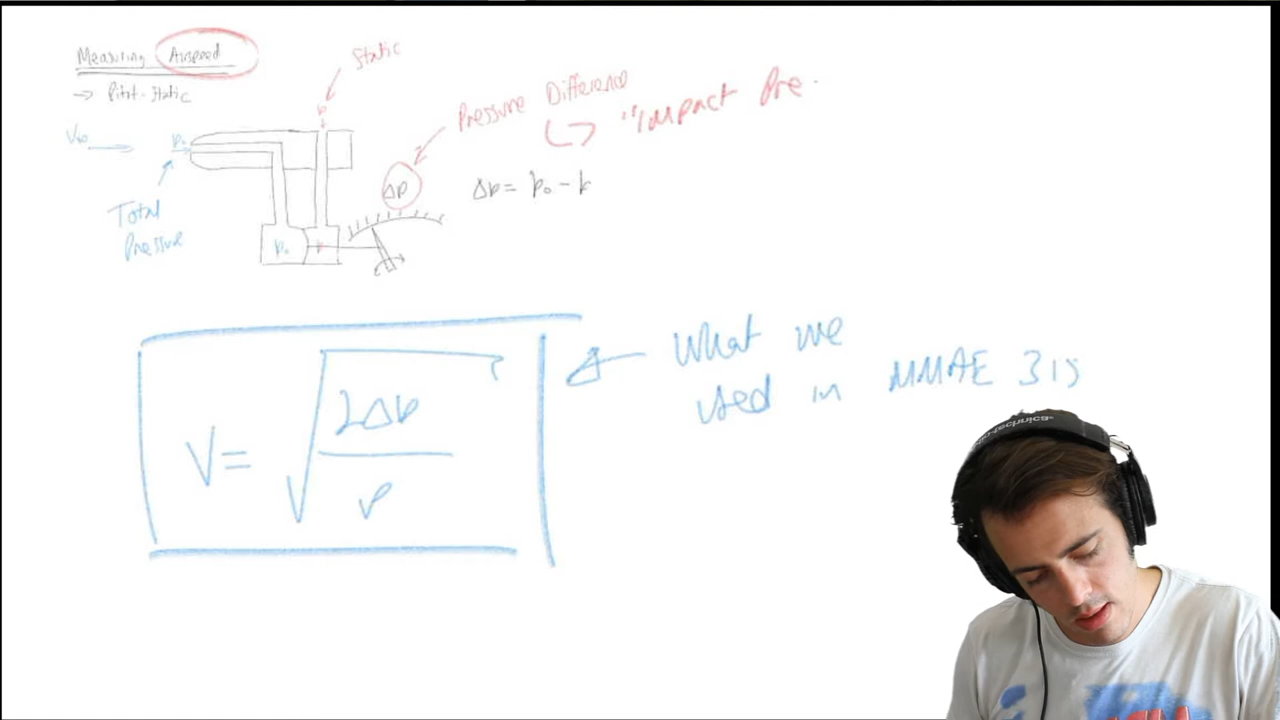 Measuring Airspeed
→ Pitot-Static
Static
Pressure Difference
↳ "Impact Pre.
V∞
p₀
p
Total
Pressure
Δp
Δp = p₀ - p
p₀
p
V = √(2Δp/ρ)
What we
used in MMAE 315